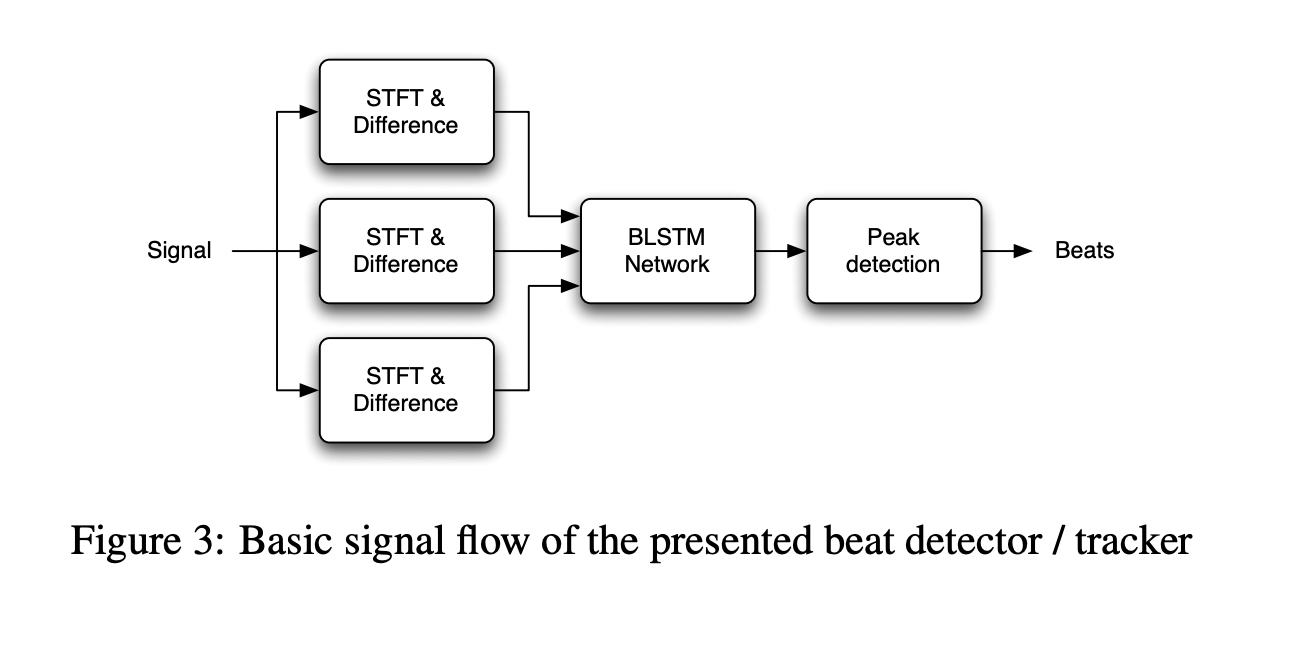 STFT &
Difference
Signal
STFT &
Difference
BLSTM
Network
Peak
detection
Beats
STFT &
Difference
Figure 3: Basic signal flow of the presented beat detector / tracker